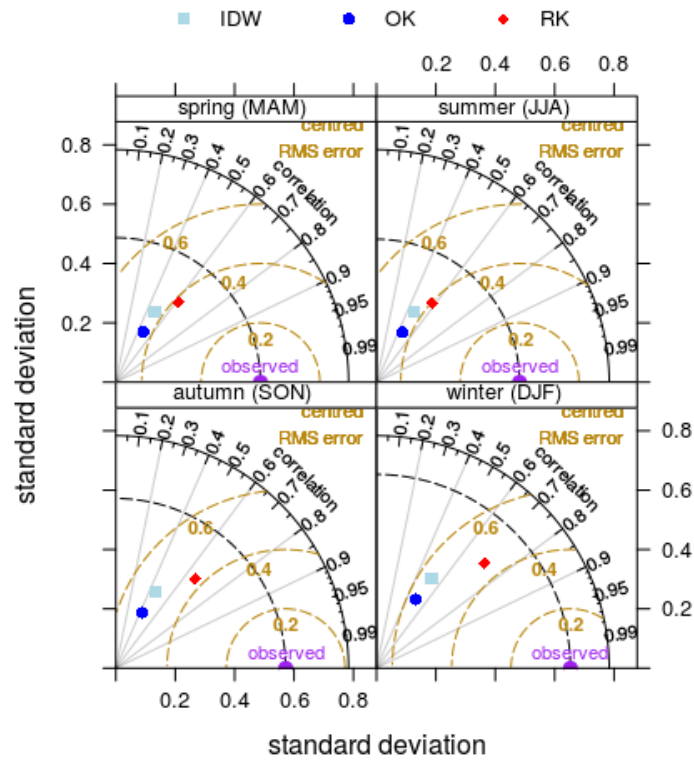 IDW OK RK
0.2 0.4 0.6 0.8
spring (MAM) summer (JJA)
centred
RMS error
correlation
0.1 0.2 0.3 0.4 0.5 0.6 0.7 0.8 0.9 0.95 0.99
0.6
0.4
0.2
observed
centred
RMS error
correlation
0.1 0.2 0.3 0.4 0.5 0.6 0.7 0.8 0.9 0.95 0.99
0.6
0.4
0.2
observed
0.8
0.6
0.4
0.2
standard deviation
autumn (SON) winter (DJF)
centred
RMS error
correlation
0.1 0.2 0.3 0.4 0.5 0.6 0.7 0.8 0.9 0.95 0.99
0.6
0.4
0.2
observed
centred
RMS error
correlation
0.1 0.2 0.3 0.4 0.5 0.6 0.7 0.8 0.9 0.95 0.99
0.6
0.4
0.2
observed
0.8
0.6
0.4
0.2
0.2 0.4 0.6 0.8
standard deviation